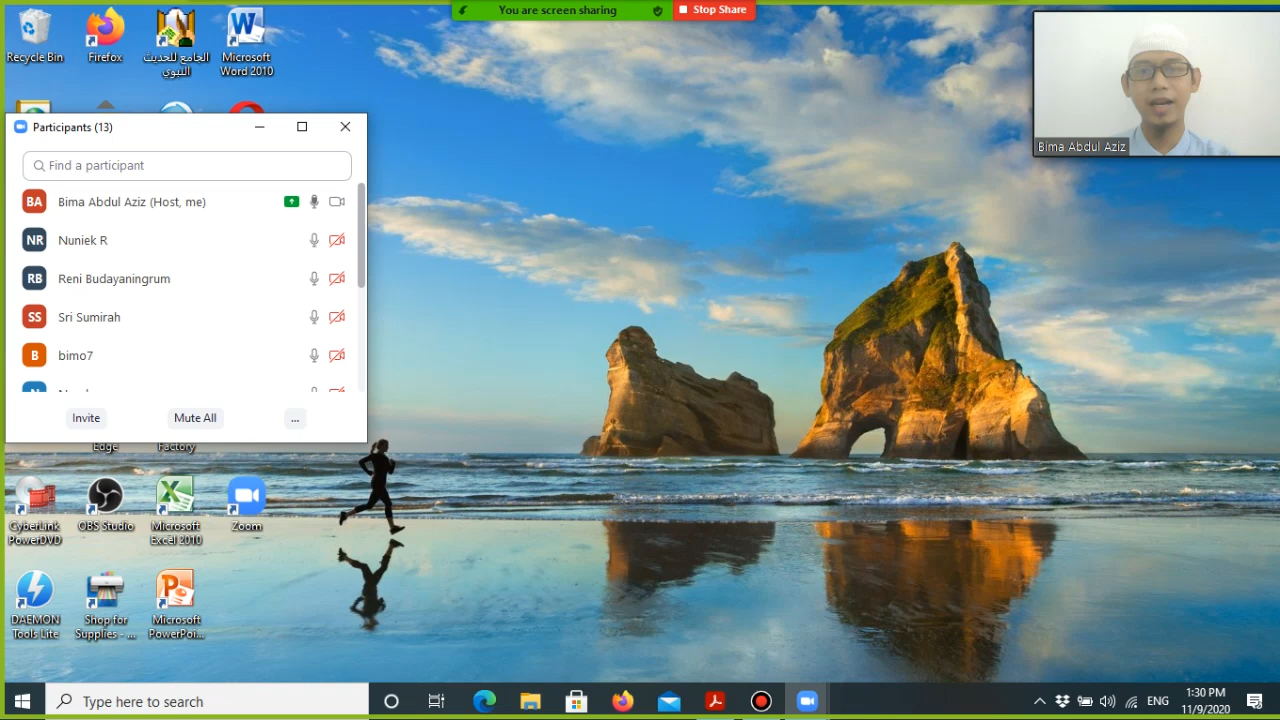 You are screen sharing
Stop Share
Recycle Bin
Firefox
الجامع للحديث
النبوي
Microsoft
Word 2010
Bima Abdul Aziz
Participants (13)
Find a participant
BA Bima Abdul Aziz (Host, me)
NR Nuniek R
RB Reni Budayaningrum
SS Sri Sumirah
B bimo7
Invite
Mute All
...
Edge
Factory
CyberLink
PowerDVD
OBS Studio
Microsoft
Excel 2010
Zoom
DAEMON
Tools Lite
Shop for
Supplies - ...
Microsoft
PowerPoi...
Type here to search
ENG
1:30 PM
11/9/2020